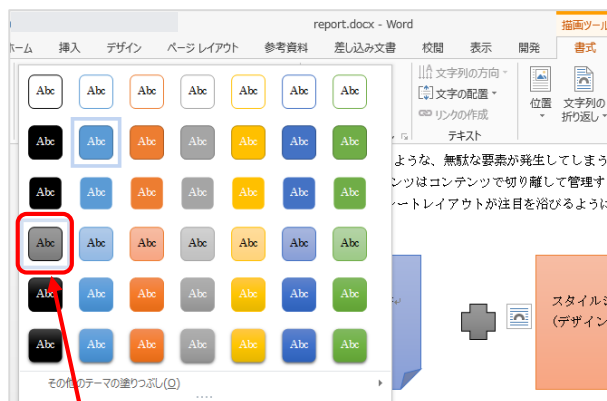 report.docx - Word
描画ツール
ホーム 挿入 デザイン ページ レイアウト 参考資料 差し込み文書 校閲 表示 開発 書式
文字列の方向
文字の配置
リンクの作成
テキスト
位置
文字列の
折り返し
Abc Abc Abc Abc Abc Abc Abc
Abc Abc Abc Abc Abc Abc Abc
Abc Abc Abc Abc Abc Abc Abc
Abc Abc Abc Abc Abc Abc Abc
Abc Abc Abc Abc Abc Abc Abc
Abc Abc Abc Abc Abc Abc Abc
その他のテーマの塗りつぶし(O)
ような、無駄な要素が発生してしまう
ンツはコンテンツで切り離して管理す
ートレイアウトが注目を浴びるように
スタイル
(デザイン